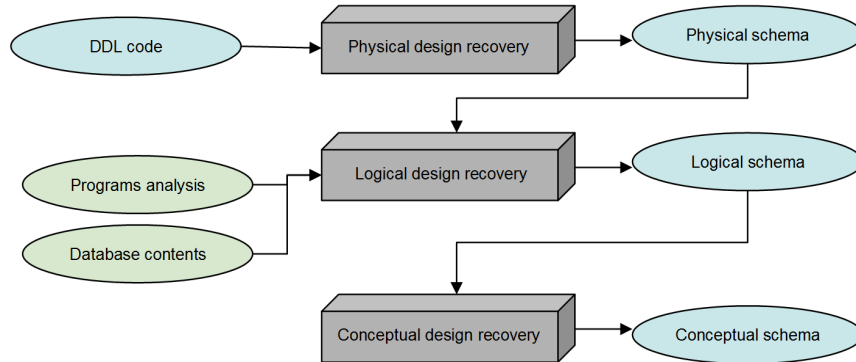 DDL code
Physical design recovery
Physical schema
Programs analysis
Logical design recovery
Logical schema
Database contents
Conceptual design recovery
Conceptual schema